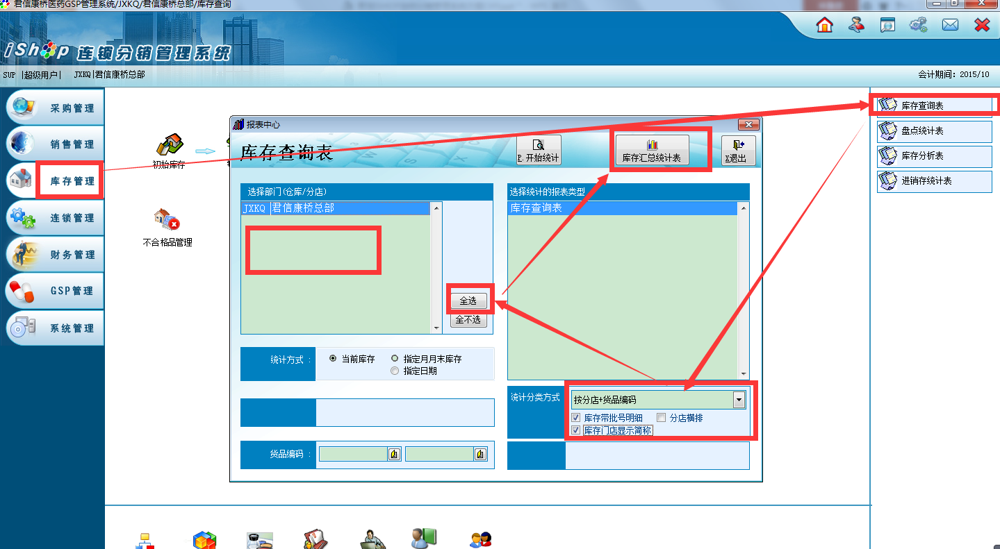 君信康桥医药GSP管理系统/JXKQ/君信康桥总部/库存查询
iShop 连锁分销管理系统
SUP |超级用户| JXKQ|君信康桥总部
会计期间: 2015/10
采购管理
销售管理
库存管理
连锁管理
财务管理
GSP管理
系统管理
初始库存
不合格品管理
报表中心
库存查询表
P.开始统计
库存汇总统计表
X退出
选择部门(仓库/分店)
JXKQ 君信康桥总部
全选
全不选
选择统计的报表类型
库存查询表
统计方式 :
当前库存
指定月月末库存
指定日期
统计分类方式
按分店+货品编码
库存带批号明细
分店横排
库存门店显示简称
货品编码 :
库存查询表
盘点统计表
库存分析表
进销存统计表